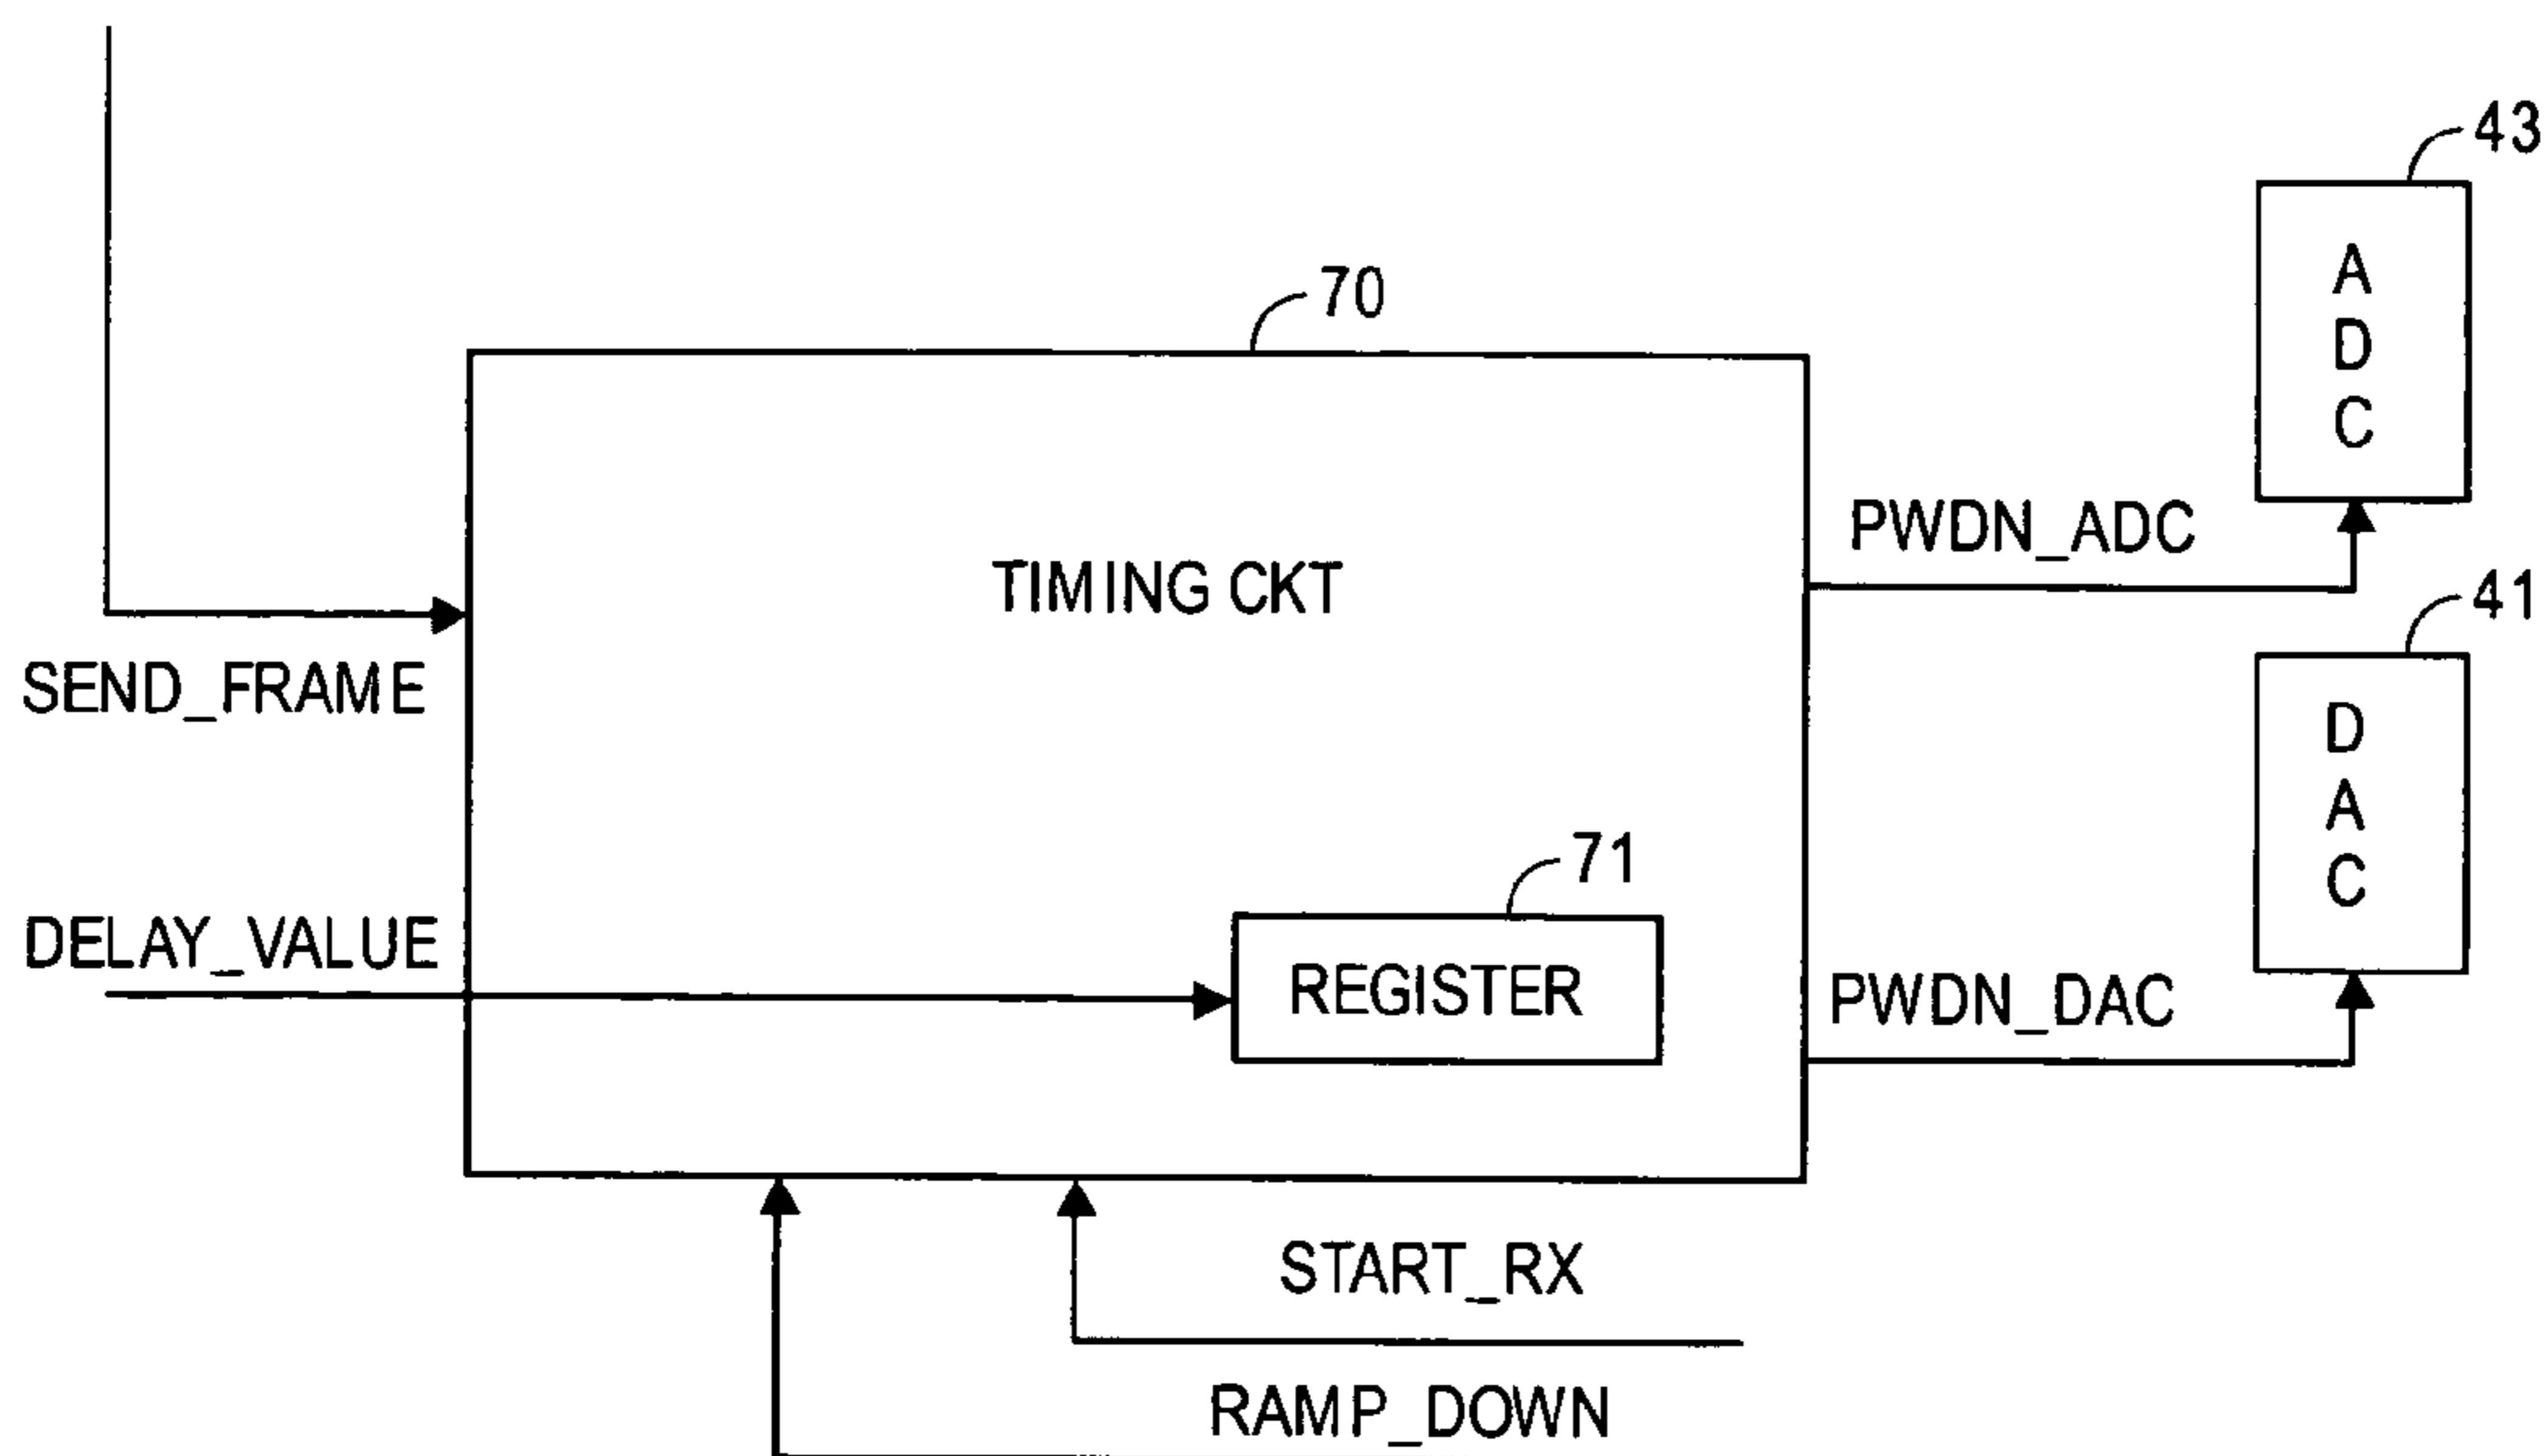 43
A
D
C
70
PWDN_ADC
TIMING CKT
41
SEND_FRAME
D
A
C
71
DELAY_VALUE
REGISTER
PWDN_DAC
START_RX
RAMP_DOWN